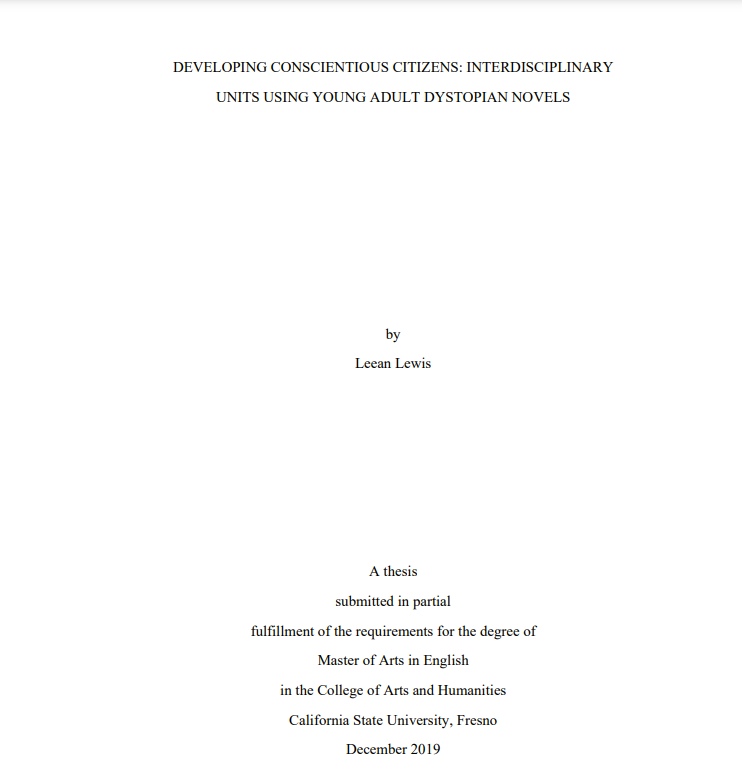 DEVELOPING CONSCIENTIOUS CITIZENS: INTERDISCIPLINARY
UNITS USING YOUNG ADULT DYSTOPIAN NOVELS
by
Leean Lewis
A thesis
submitted in partial
fulfillment of the requirements for the degree of
Master of Arts in English
in the College of Arts and Humanities
California State University, Fresno
December 2019